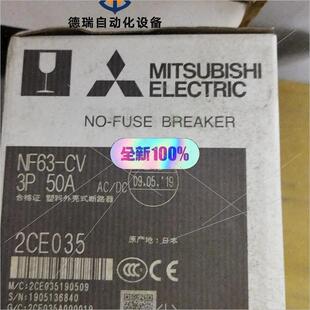 德瑞自动化设备
MITSUBISHI
ELECTRIC
NO-FUSE BREAKER
NF63-CV
3P 50A AC/DC
全新100%
09.05.'19
合格证 塑料外壳式断路器
2CE035
原产地:日本
M/C:2CE035190509
S/N:1905136840